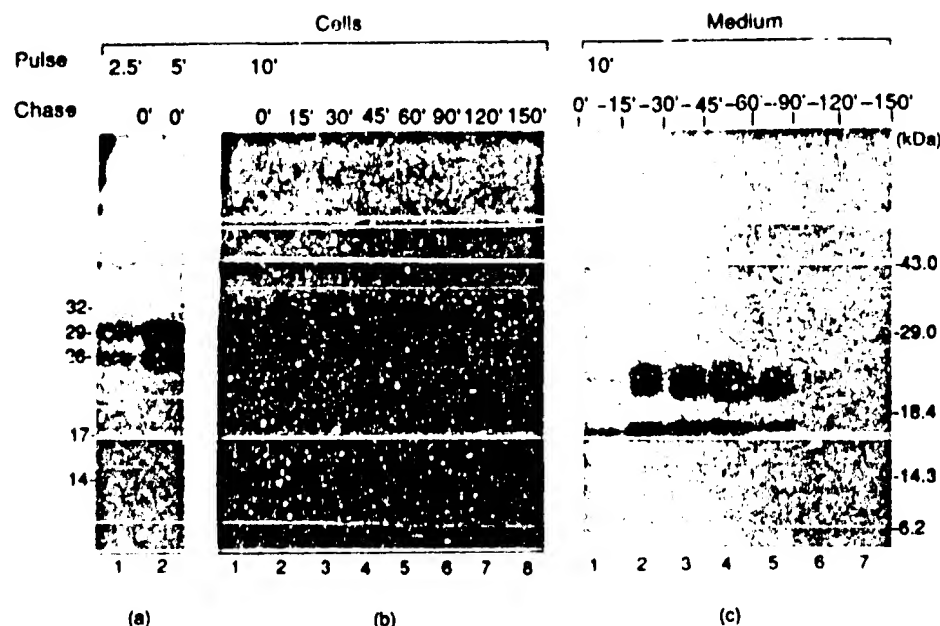 Cells Medium
Pulse 2.5' 5' 10' 10'
Chase 0' 0' 0' 15' 30' 45' 60' 90' 120' 150' 0' -15' -30' -45' -60' -90' -120' -150'
(kDa)
-43.0
32-
29- -29.0
26-
-18.4
17-
14- -14.3
-6.2
1 2 1 2 3 4 5 6 7 8 1 2 3 4 5 6 7
(a) (b) (c)